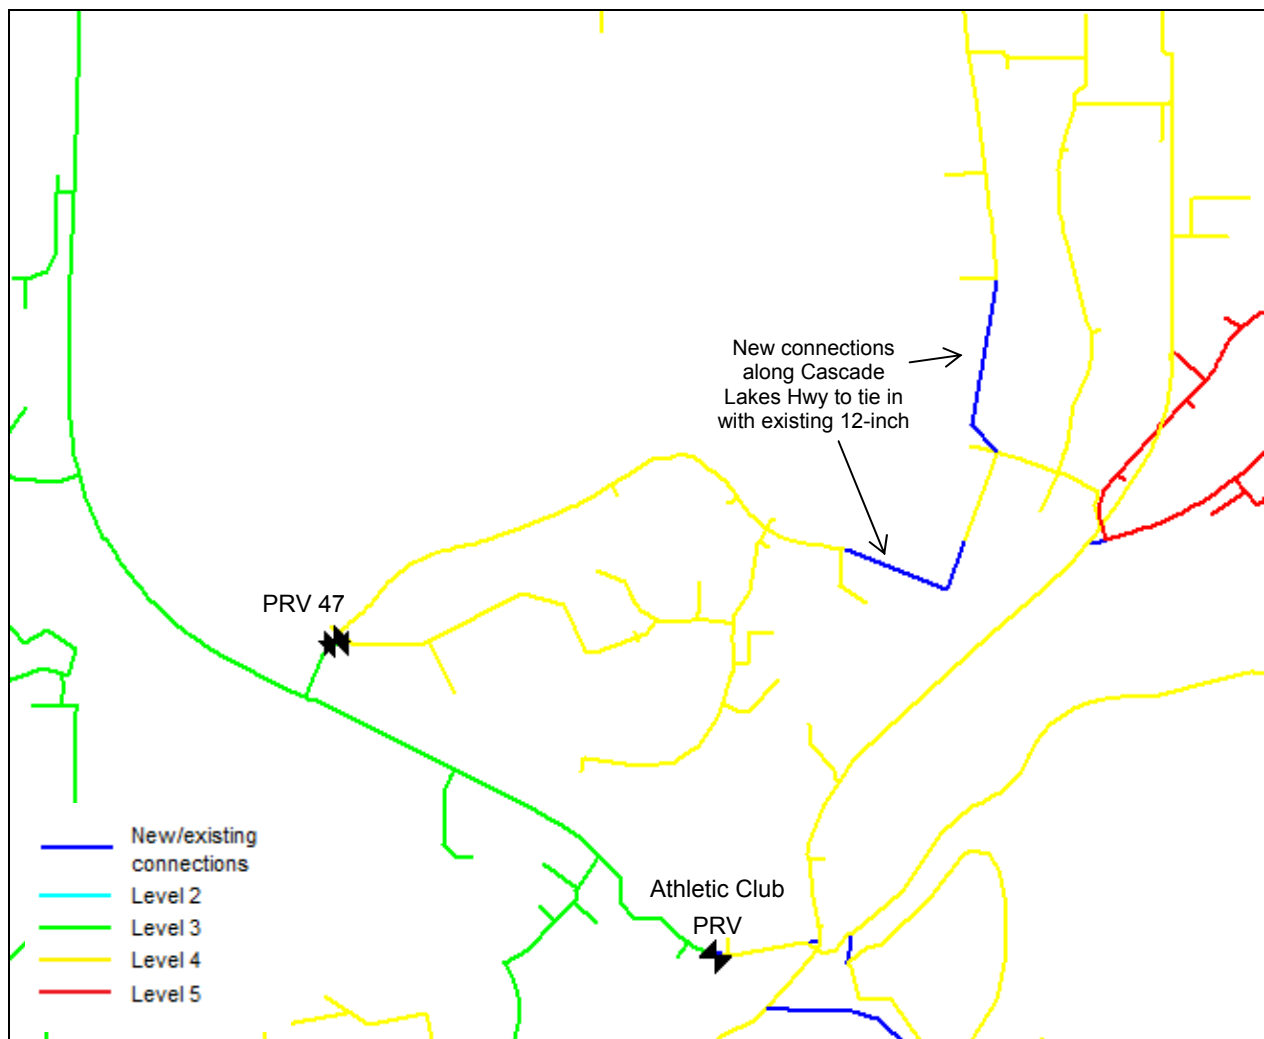 New connections
along Cascade
Lakes Hwy to tie in
with existing 12-inch
PRV 47
Athletic Club
PRV
New/existing
connections
Level 2
Level 3
Level 4
Level 5